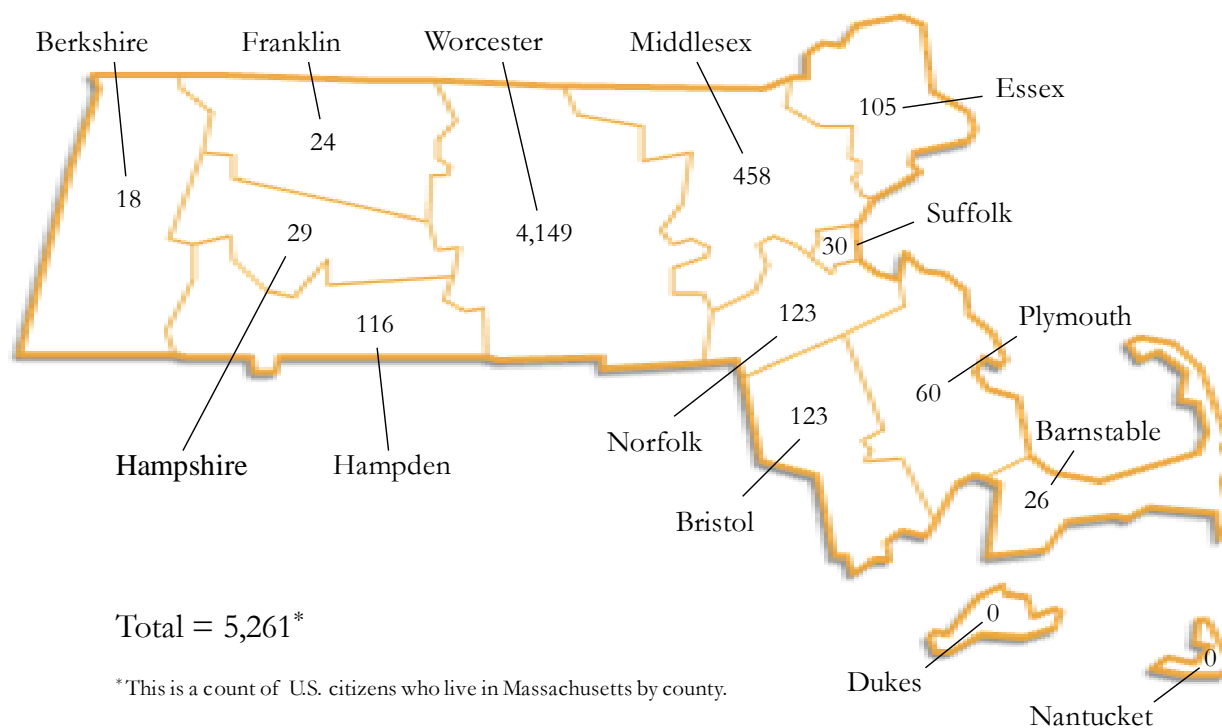 Berkshire
Franklin
Worcester
Middlesex
Essex
105
24
458
18
Suffolk
29
4,149
30
116
123
Plymouth
60
123
Norfolk
Barnstable
Hampshire
Hampden
26
Bristol
Total = 5,261*
0
0
Dukes
* This is a count of U.S. citizens who live in Massachusetts by county.
Nantucket